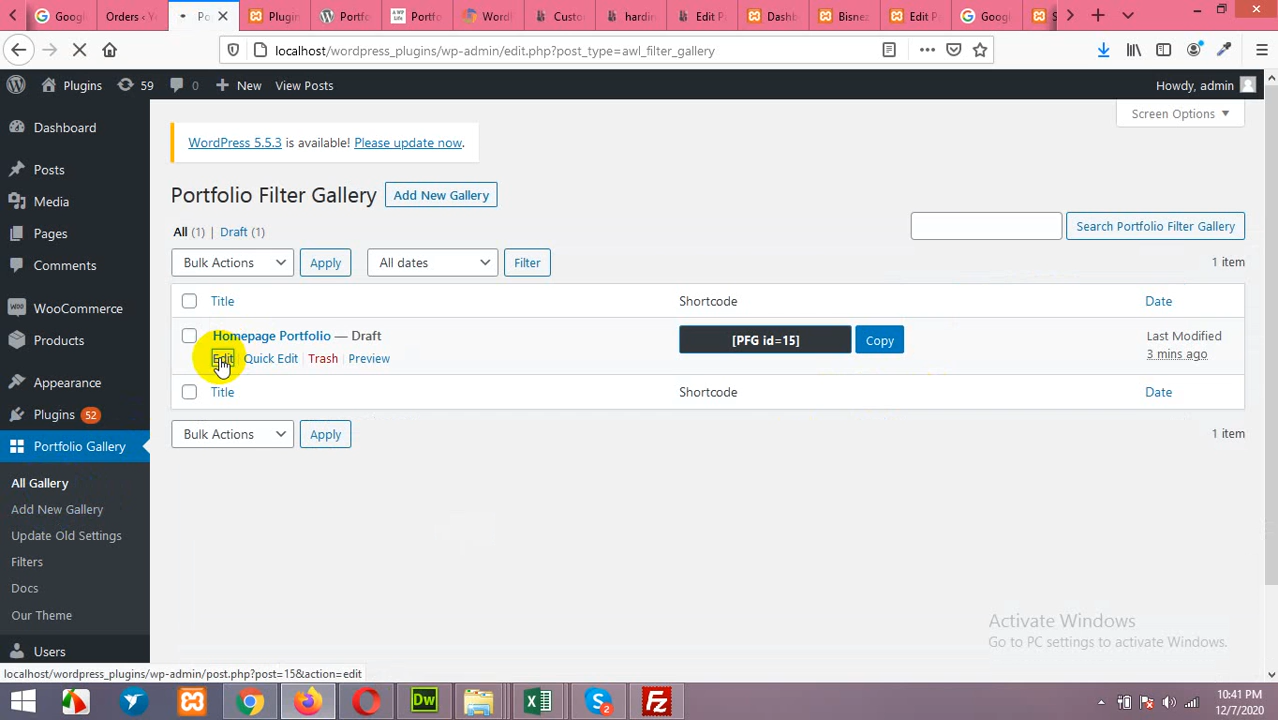 Googl
Orders ‹ Yo
Po
Plugin
Portfo
Portfo
WordI
Custo
hardin
Edit P
Dashb
Bisnez
Edit P
Googl
localhost/wordpress_plugins/wp-admin/edit.php?post_type=awl_filter_gallery
Plugins 59 0 New View Posts Howdy, admin
Screen Options
WordPress 5.5.3 is available! Please update now.
Portfolio Filter Gallery Add New Gallery
All (1) | Draft (1)
Search Portfolio Filter Gallery
Bulk Actions Apply All dates Filter 1 item
Title Shortcode Date
Homepage Portfolio — Draft [PFG id=15] Copy Last Modified
Edit Quick Edit | Trash | Preview 3 mins ago
Title Shortcode Date
Bulk Actions Apply 1 item
Dashboard
Posts
Media
Pages
Comments
WooCommerce
Products
Appearance
Plugins 52
Portfolio Gallery
All Gallery
Add New Gallery
Update Old Settings
Filters
Docs
Our Theme
Users
Activate Windows
Go to PC settings to activate Windows.
localhost/wordpress_plugins/wp-admin/post.php?post=15&action=edit
10:41 PM
12/7/2020